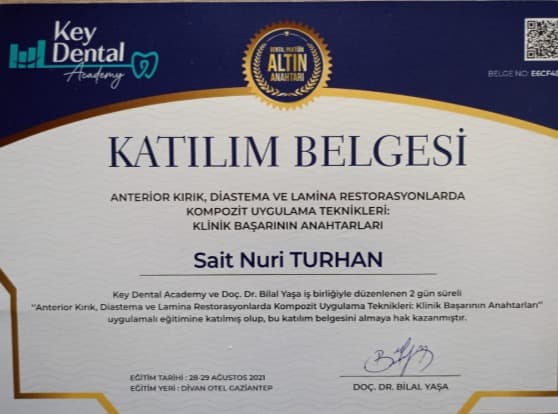 Key
Dental
Academy
DENTAL PRATİĞİN
ALTIN
ANAHTARI
BELGE NO:
KATILIM BELGESİ
ANTERIOR KIRIK, DİASTEMA VE LAMİNA RESTORASYONLARDA
KOMPOZİT UYGULAMA TEKNİKLERİ:
KLİNİK BAŞARININ ANAHTARLARI
Sait Nuri TURHAN
Key Dental Academy ve Doç. Dr. Bilal Yaşa iş birliğiyle düzenlenen 2 gün süreli
"Anterior Kırık, Diastema ve Lamina Restorasyonlarda Kompozit Uygulama Teknikleri: Klinik Başarının Anahtarları"
uygulamalı eğitimine katılmış olup, bu katılım belgesini almaya hak kazanmıştır.
EĞİTİM TARİHİ : 28-29 AĞUSTOS 2021
EĞİTİM YERİ : DİVAN OTEL GAZİANTEP
DOÇ. DR. BİLAL YAŞA